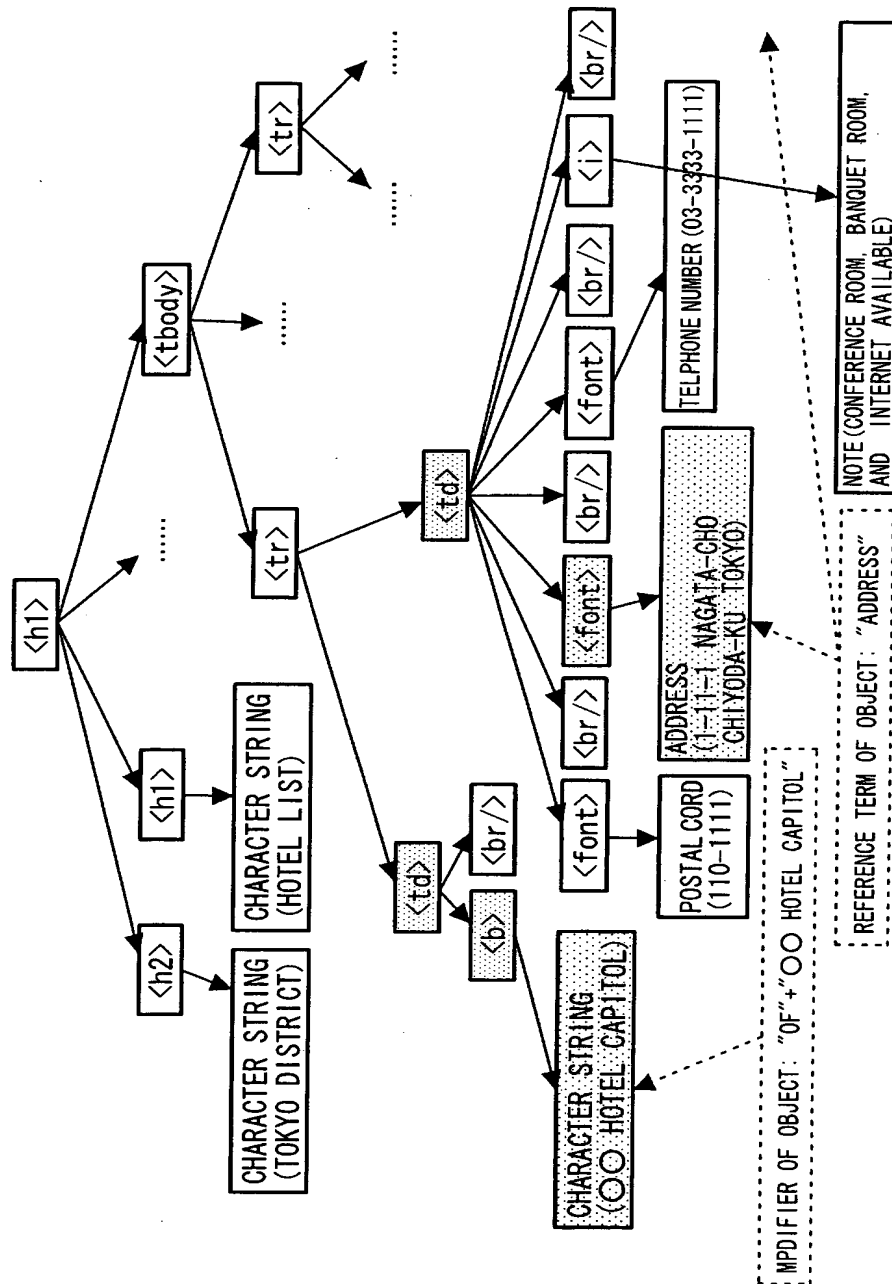 <h1>
<h2>
<h1>
......
<tbody>
CHARACTER STRING
(TOKYO DISTRICT)
CHARACTER STRING
(HOTEL LIST)
<tr>
......
<tr>
......
......
<td>
<td>
<b>
<br/>
<font>
<br/>
<font>
<br/>
<font>
<br/>
<i>
<br/>
CHARACTER STRING
(○○ HOTEL CAPITOL)
POSTAL CORD
(110-1111)
ADDRESS
(1-11-1 NAGATA-CHO
CHIYODA-KU TOKYO)
TELPHONE NUMBER (03-3333-1111)
MPDIFIER OF OBJECT: "OF"+"○○ HOTEL CAPITOL"
REFERENCE TERM OF OBJECT: "ADDRESS"
NOTE (CONFERENCE ROOM, BANQUET ROOM,
AND INTERNET AVAILABLE)